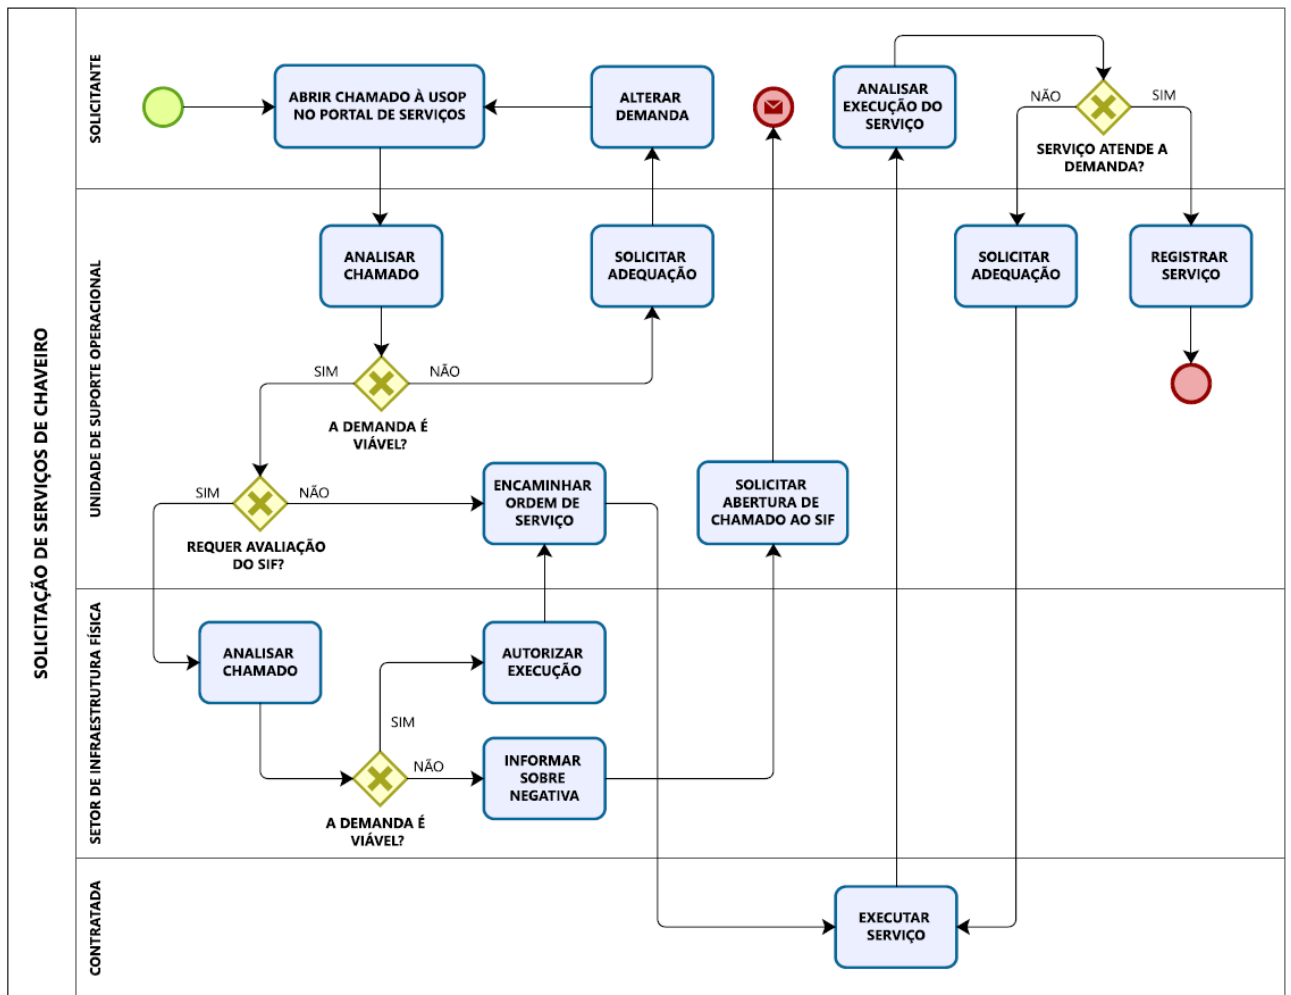 SOLICITAÇÃO DE SERVIÇOS DE CHAVEIRO
SOLICITANTE
ABRIR CHAMADO À USOP
NO PORTAL DE SERVIÇOS
ALTERAR
DEMANDA
ANALISAR
EXECUÇÃO DO
SERVIÇO
NÃO
SIM
SERVIÇO ATENDE A
DEMANDA?
UNIDADE DE SUPORTE OPERACIONAL
ANALISAR
CHAMADO
SOLICITAR
ADEQUAÇÃO
SOLICITAR
ADEQUAÇÃO
REGISTRAR
SERVIÇO
SIM
NÃO
A DEMANDA É
VIÁVEL?
SIM
NÃO
REQUER AVALIAÇÃO
DO SIF?
ENCAMINHAR
ORDEM DE
SERVIÇO
SOLICITAR
ABERTURA DE
CHAMADO AO SIF
SETOR DE INFRAESTRUTURA FÍSICA
ANALISAR
CHAMADO
AUTORIZAR
EXECUÇÃO
SIM
NÃO
A DEMANDA É
VIÁVEL?
INFORMAR
SOBRE
NEGATIVA
CONTRATADA
EXECUTAR
SERVIÇO